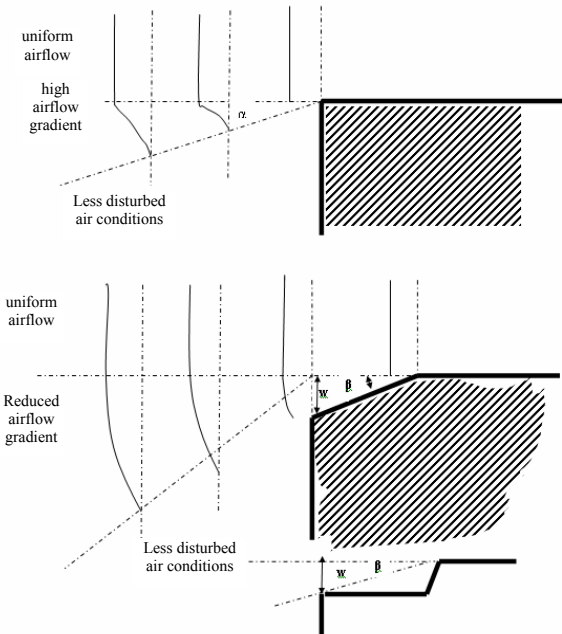 uniform
airflow
high
airflow
gradient
α
Less disturbed
air conditions
uniform
airflow
Reduced
airflow
gradient
w
β
Less disturbed
air conditions
w
β